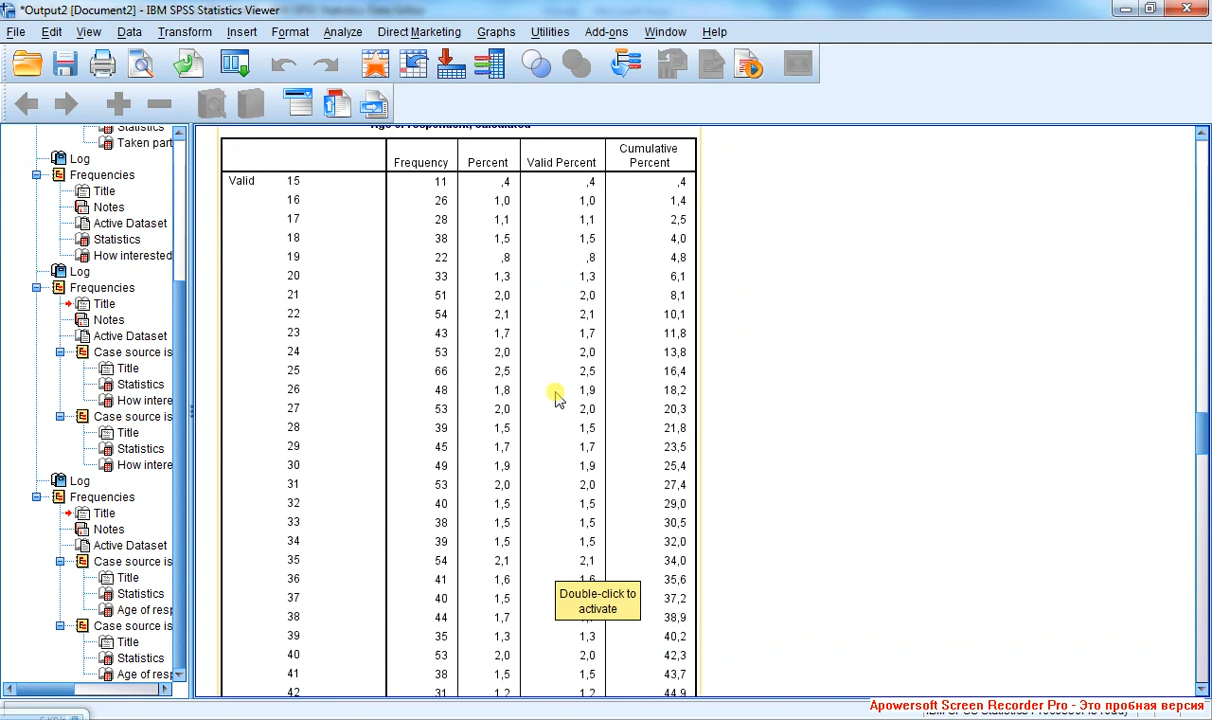 *Output2 [Document2] - IBM SPSS Statistics Viewer
File Edit View Data Transform Insert Format Analyze Direct Marketing Graphs Utilities Add-ons Window Help
Statistics
Taken part
Log
Frequencies
Title
Notes
Active Dataset
Statistics
How interested
Log
Frequencies
Title
Notes
Active Dataset
Case source is
Title
Statistics
How intere
Case source is
Title
Statistics
How intere
Log
Frequencies
Title
Notes
Active Dataset
Case source is
Title
Statistics
Age of resp
Case source is
Title
Statistics
Age of resp
Age of respondent, calculated
Frequency Percent Valid Percent Cumulative Percent
Valid 15 11 ,4 ,4 ,4
16 26 1,0 1,0 1,4
17 28 1,1 1,1 2,5
18 38 1,5 1,5 4,0
19 22 ,8 ,8 4,8
20 33 1,3 1,3 6,1
21 51 2,0 2,0 8,1
22 54 2,1 2,1 10,1
23 43 1,7 1,7 11,8
24 53 2,0 2,0 13,8
25 66 2,5 2,5 16,4
26 48 1,8 1,9 18,2
27 53 2,0 2,0 20,3
28 39 1,5 1,5 21,8
29 45 1,7 1,7 23,5
30 49 1,9 1,9 25,4
31 53 2,0 2,0 27,4
32 40 1,5 1,5 29,0
33 38 1,5 1,5 30,5
34 39 1,5 1,5 32,0
35 54 2,1 2,1 34,0
36 41 1,6 1,6 35,6
37 40 1,5 37,2
38 44 1,7 38,9
39 35 1,3 1,3 40,2
40 53 2,0 2,0 42,3
41 38 1,5 1,5 43,7
42 31 1,2 1,2 44,9
Double-click to
activate
Apowersoft Screen Recorder Pro - Это пробная версия